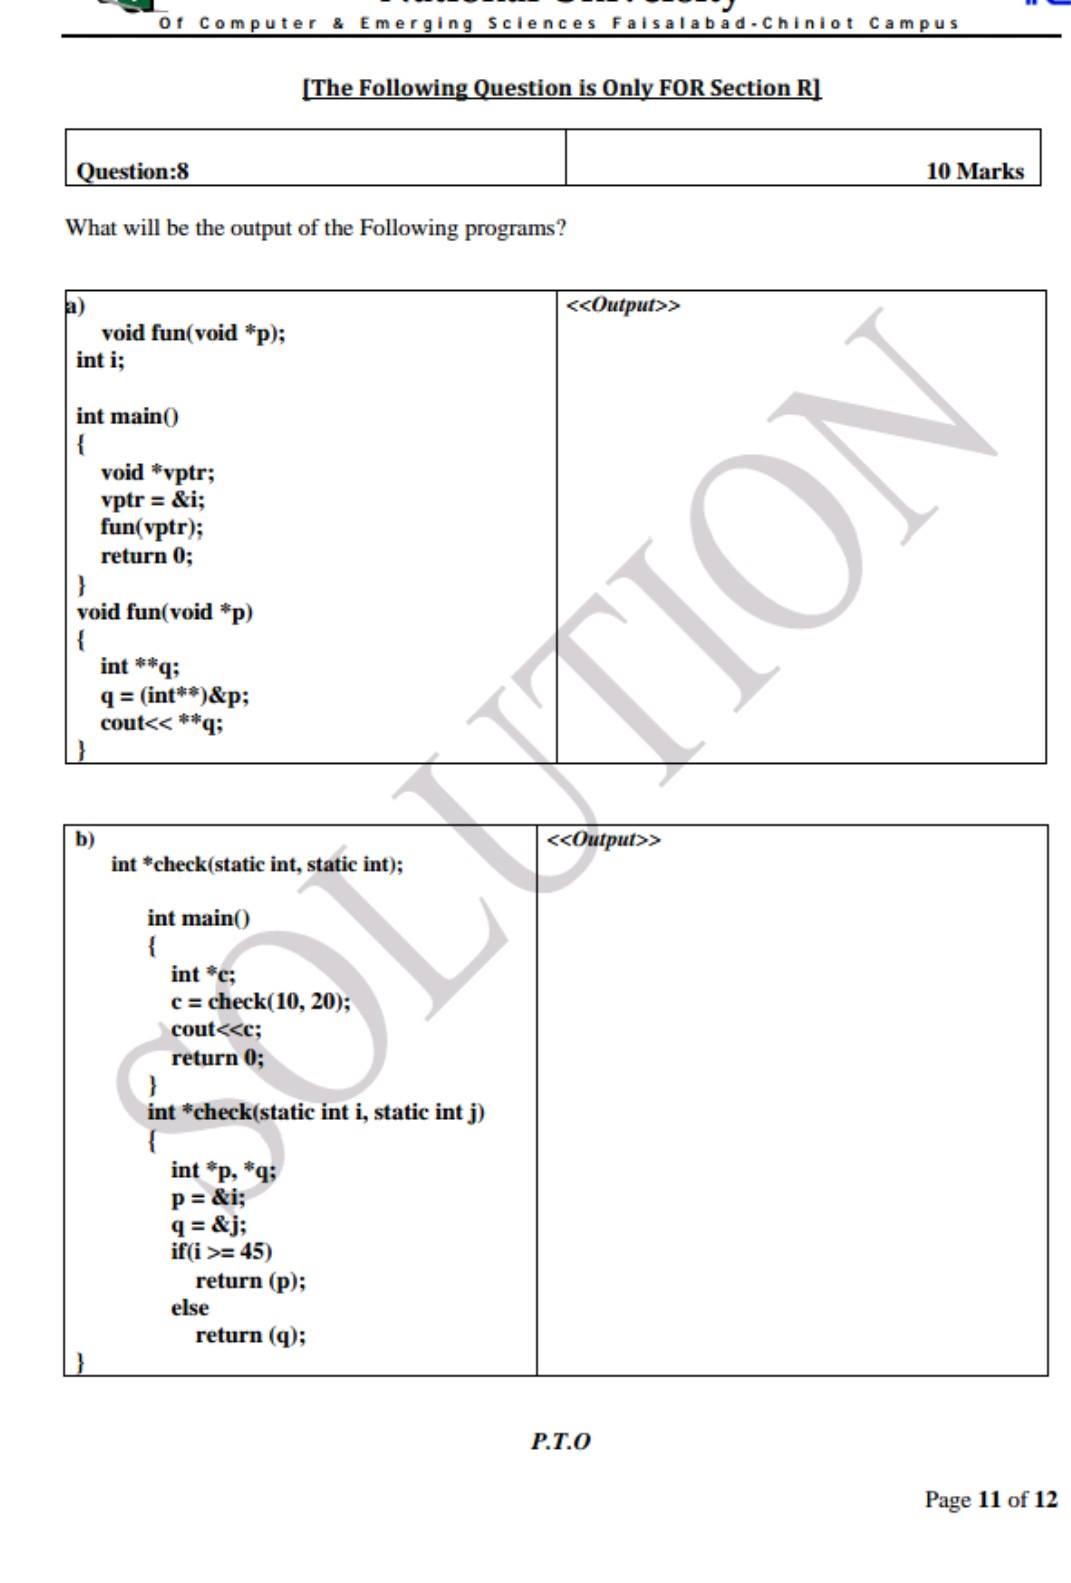 Of Computer & Emerging Sciences Faisalabad-Chiniot Campus
[The Following Question is Only FOR Section R]
Question:8 10 Marks
What will be the output of the Following programs?
a) <<Output>>
void fun(void *p);
int i;
int main()
{
void *vptr;
vptr = &i;
fun(vptr);
return 0;
}
void fun(void *p)
{
int **q;
q = (int**)&p;
cout<< **q;
}
SOLUTION
b) <<Output>>
int *check(static int, static int);
int main()
{
int *c;
c = check(10, 20);
cout<<c;
return 0;
}
int *check(static int i, static int j)
{
int *p, *q;
p = &i;
q = &j;
if(i >= 45)
return (p);
else
return (q);
}
P.T.O
Page 11 of 12